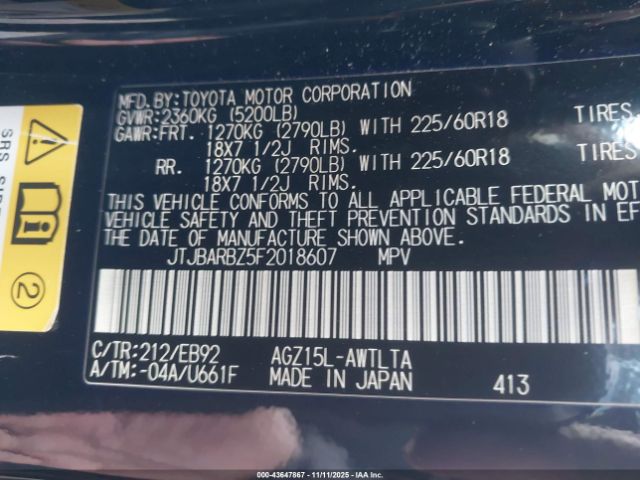 MFD.BY:TOYOTA MOTOR CORPORATION
GVWR:2360KG (5200LB)
GAWR:FRT. 1270KG (2790LB) WITH 225/60R18 TIRES
18X7 1/2J RIMS.
RR. 1270KG (2790LB) WITH 225/60R18 TIRES
18X7 1/2J RIMS.
THIS VEHICLE CONFORMS TO ALL APPLICABLE FEDERAL MOT
VEHICLE SAFETY AND THEFT PREVENTION STANDARDS IN EF
THE DATE OF MANUFACTURE SHOWN ABOVE.
JTJBARBZ5F2018607 MPV
C/TR:212/EB92 AGZ15L-AWTLTA
A/TM:-04A/U661F MADE IN JAPAN 413
SRS
2
000-43647867 - 11/11/2025 - IAA, LLC.